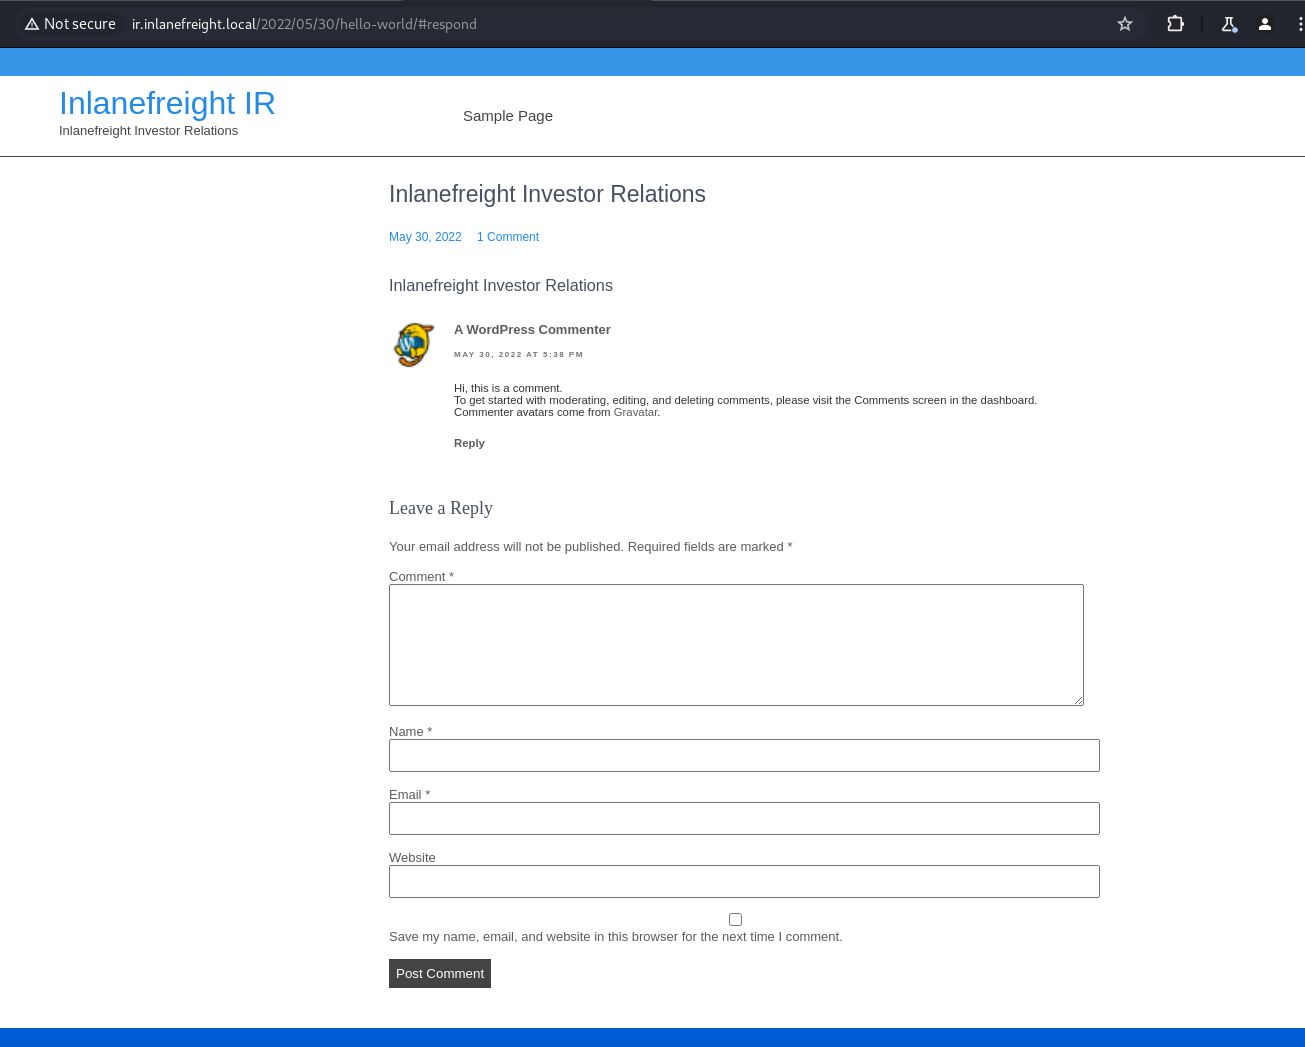 Not secure ir.inlanefreight.local/2022/05/30/hello-world/#respond
Inlanefreight IR
Inlanefreight Investor Relations
Sample Page
Inlanefreight Investor Relations
May 30, 2022 1 Comment
Inlanefreight Investor Relations
A WordPress Commenter
MAY 30, 2022 AT 5:38 PM
Hi, this is a comment.
To get started with moderating, editing, and deleting comments, please visit the Comments screen in the dashboard.
Commenter avatars come from Gravatar.
Reply
Leave a Reply
Your email address will not be published. Required fields are marked *
Comment *
Name *
Email *
Website
Save my name, email, and website in this browser for the next time I comment.
Post Comment